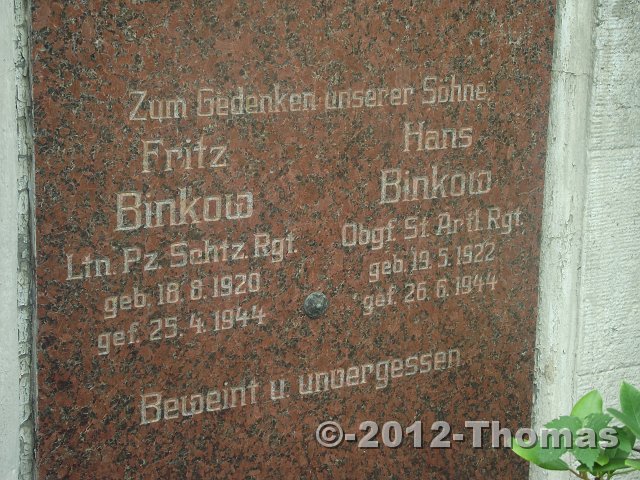 Zum Gedenken unserer Söhne
Fritz
Binkow
Ltn. Pz. Schtz. Rgt.
geb. 18. 8. 1920
gef. 25. 4. 1944
Hans
Binkow
Obgf. St. Artl. Rgt.
geb. 19. 5. 1922
gef. 26. 6. 1944
Beweint u. unvergessen
©-2012-Thomas